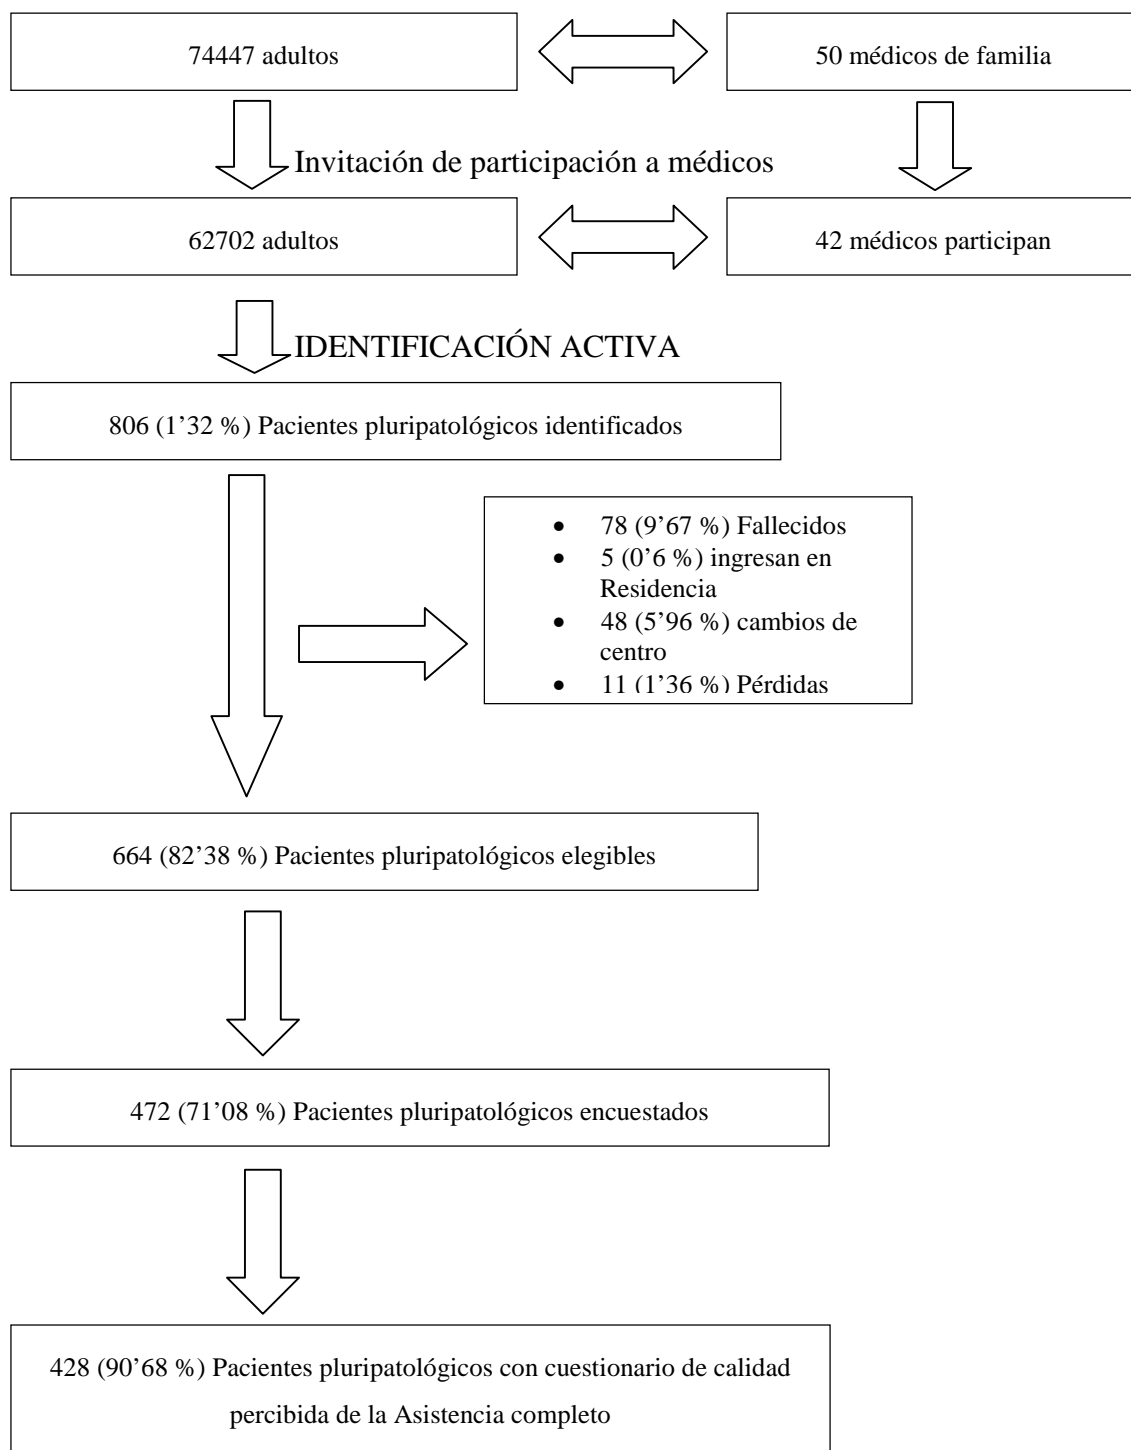 74447 adultos
50 médicos de familia
Invitación de participación a médicos
62702 adultos
42 médicos participan
IDENTIFICACIÓN ACTIVA
806 (1’32 %) Pacientes pluripatológicos identificados
• 78 (9’67 %) Fallecidos
• 5 (0’6 %) ingresan en
Residencia
• 48 (5’96 %) cambios de
centro
• 11 (1’36 %) Pérdidas
664 (82’38 %) Pacientes pluripatológicos elegibles
472 (71’08 %) Pacientes pluripatológicos encuestados
428 (90’68 %) Pacientes pluripatológicos con cuestionario de calidad
percibida de la Asistencia completo